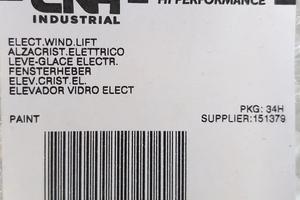 CNH
INDUSTRIAL
HI PERFORMANCE
ELECT.WIND.LIFT
ALZACRIST.ELETTRICO
LEVE-GLACE ELECTR.
FENSTERHEBER
ELEV.CRIST.EL.
ELEVADOR VIDRO ELECT
PKG: 34H
PAINT
SUPPLIER:151379